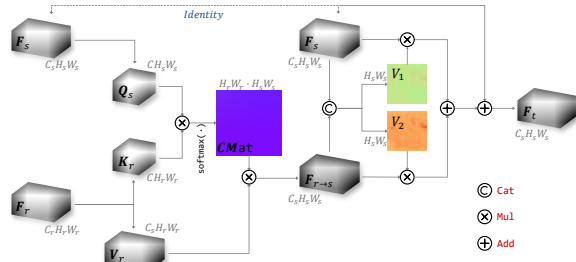 Identity
F_s
C_sH_sW_s
CH_sW_s
Q_s
H_rW_r · H_sW_s
CMat
softmax(·)
K_r
CH_rW_r
F_r
C_rH_rW_r
C_sH_rW_r
V_r
F_s
C_sH_sW_s
H_sW_s
V_1
V_2
H_sW_s
F_r→s
C_sH_sW_s
F_t
C_sH_sW_s
C Cat
Mul
Add